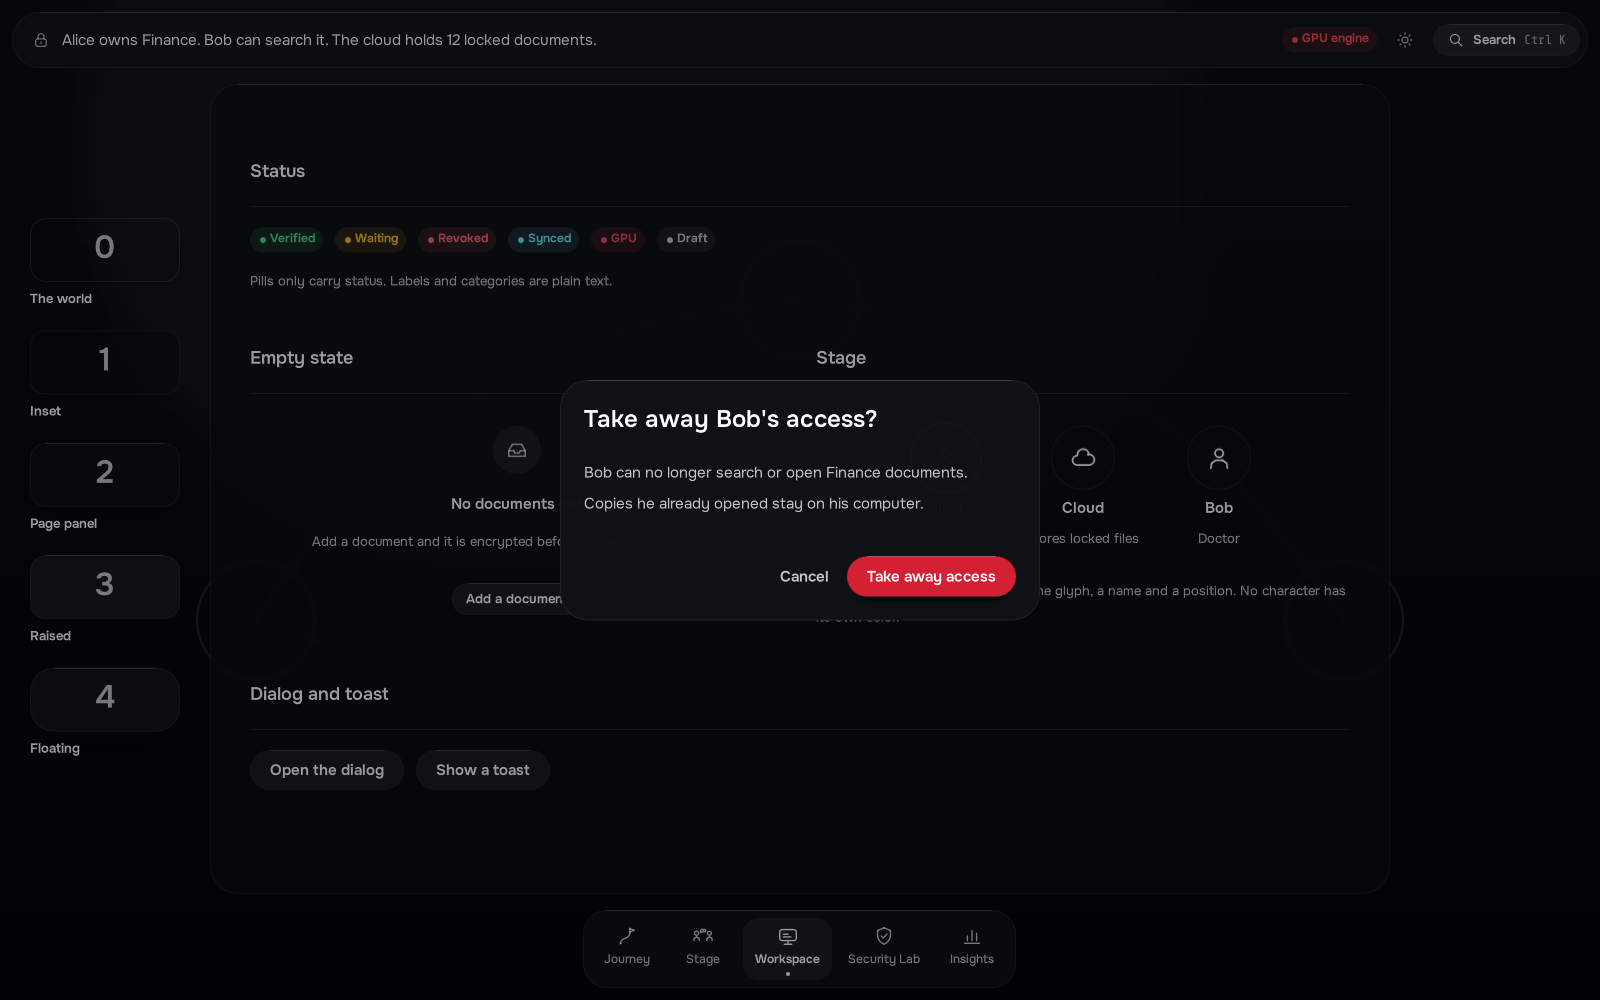 Alice owns Finance. Bob can search it. The cloud holds 12 locked documents.
GPU engine
Search Ctrl K
Status
Verified
Waiting
Revoked
Synced
GPU
Draft
Pills only carry status. Labels and categories are plain text.
0
The world
1
Inset
2
Page panel
3
Raised
4
Floating
Empty state
Stage
No documents
Add a document and it is encrypted
Add a
Cloud
Bob
locked files
Doctor
glyph, a name and a position. No character has
its own color
Take away Bob's access?
Bob can no longer search or open Finance documents.
Copies he already opened stay on his computer.
Cancel
Take away access
Dialog and toast
Open the dialog
Show a toast
Journey
Stage
Workspace
Security Lab
Insights